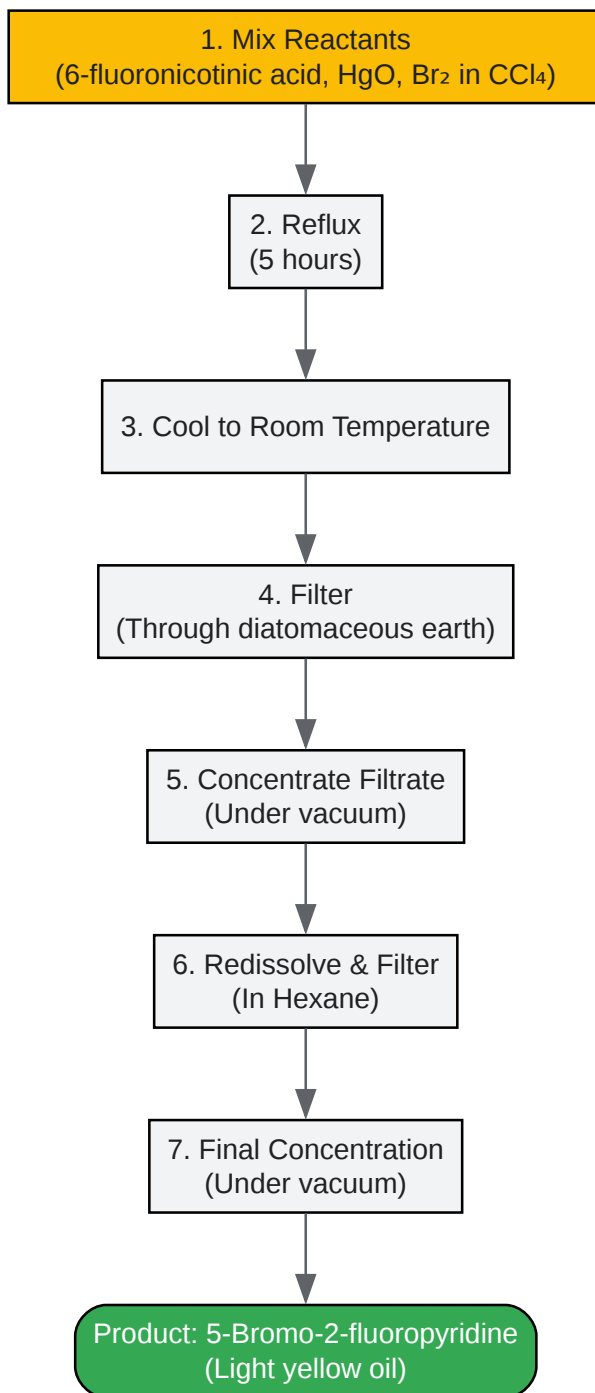 1. Mix Reactants
(6-fluoronicotinic acid, HgO, Br₂ in CCl₄)
2. Reflux
(5 hours)
3. Cool to Room Temperature
4. Filter
(Through diatomaceous earth)
5. Concentrate Filtrate
(Under vacuum)
6. Redissolve & Filter
(In Hexane)
7. Final Concentration
(Under vacuum)
Product: 5-Bromo-2-fluoropyridine
(Light yellow oil)